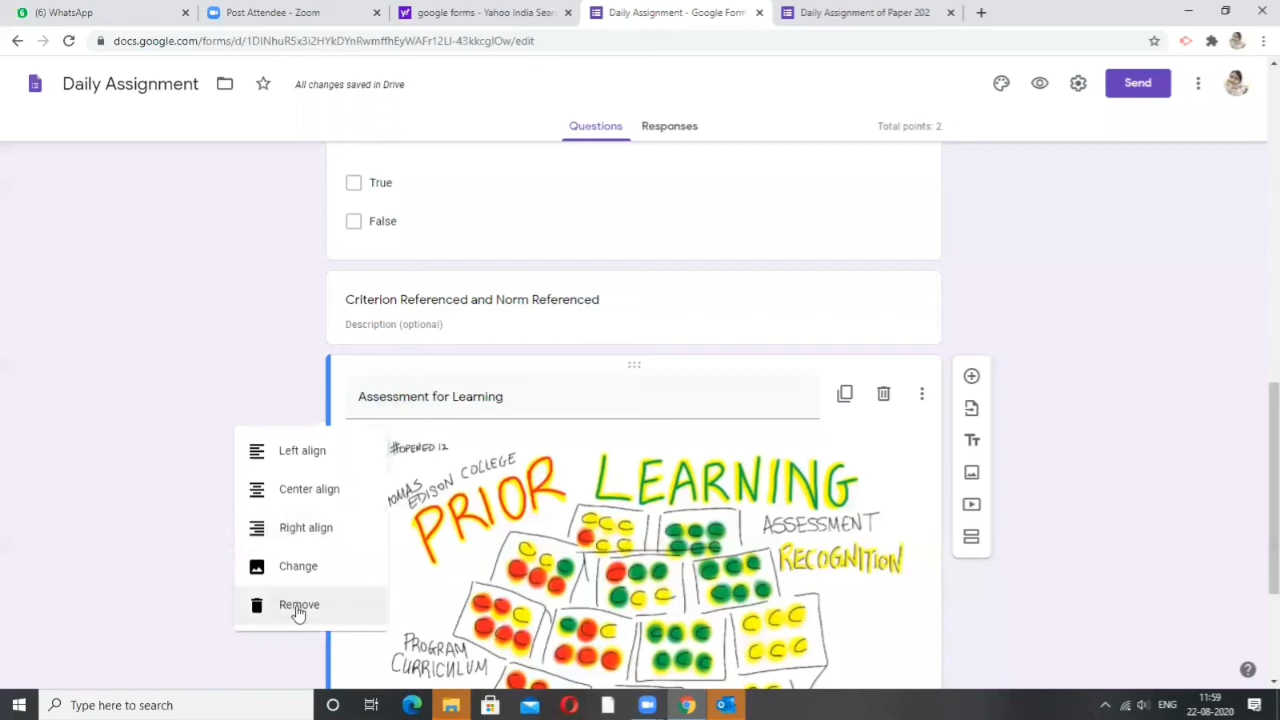 (6) WhatsApp
Post Attendee - Zoom
google forms - Yahoo India Sear
Daily Assignment - Google Form
Daily Assignment of Paper 202
docs.google.com/forms/d/1DINhuR5x3i2HYkDYnRwmffhEyWAFr12LI-43kkcglOw/edit
Daily Assignment
All changes saved in Drive
Send
Questions
Responses
Total points: 2
True
False
Criterion Referenced and Norm Referenced
Description (optional)
Assessment for Learning
Left align
Center align
Right align
Change
Remove
#OPENED 12
OMAS EDISON COLLEGE
PRIOR LEARNING
ASSESSMENT
RECOGNITION
PROGRAM
CURRICULUM
Type here to search
ENG
11:59
22-08-2020